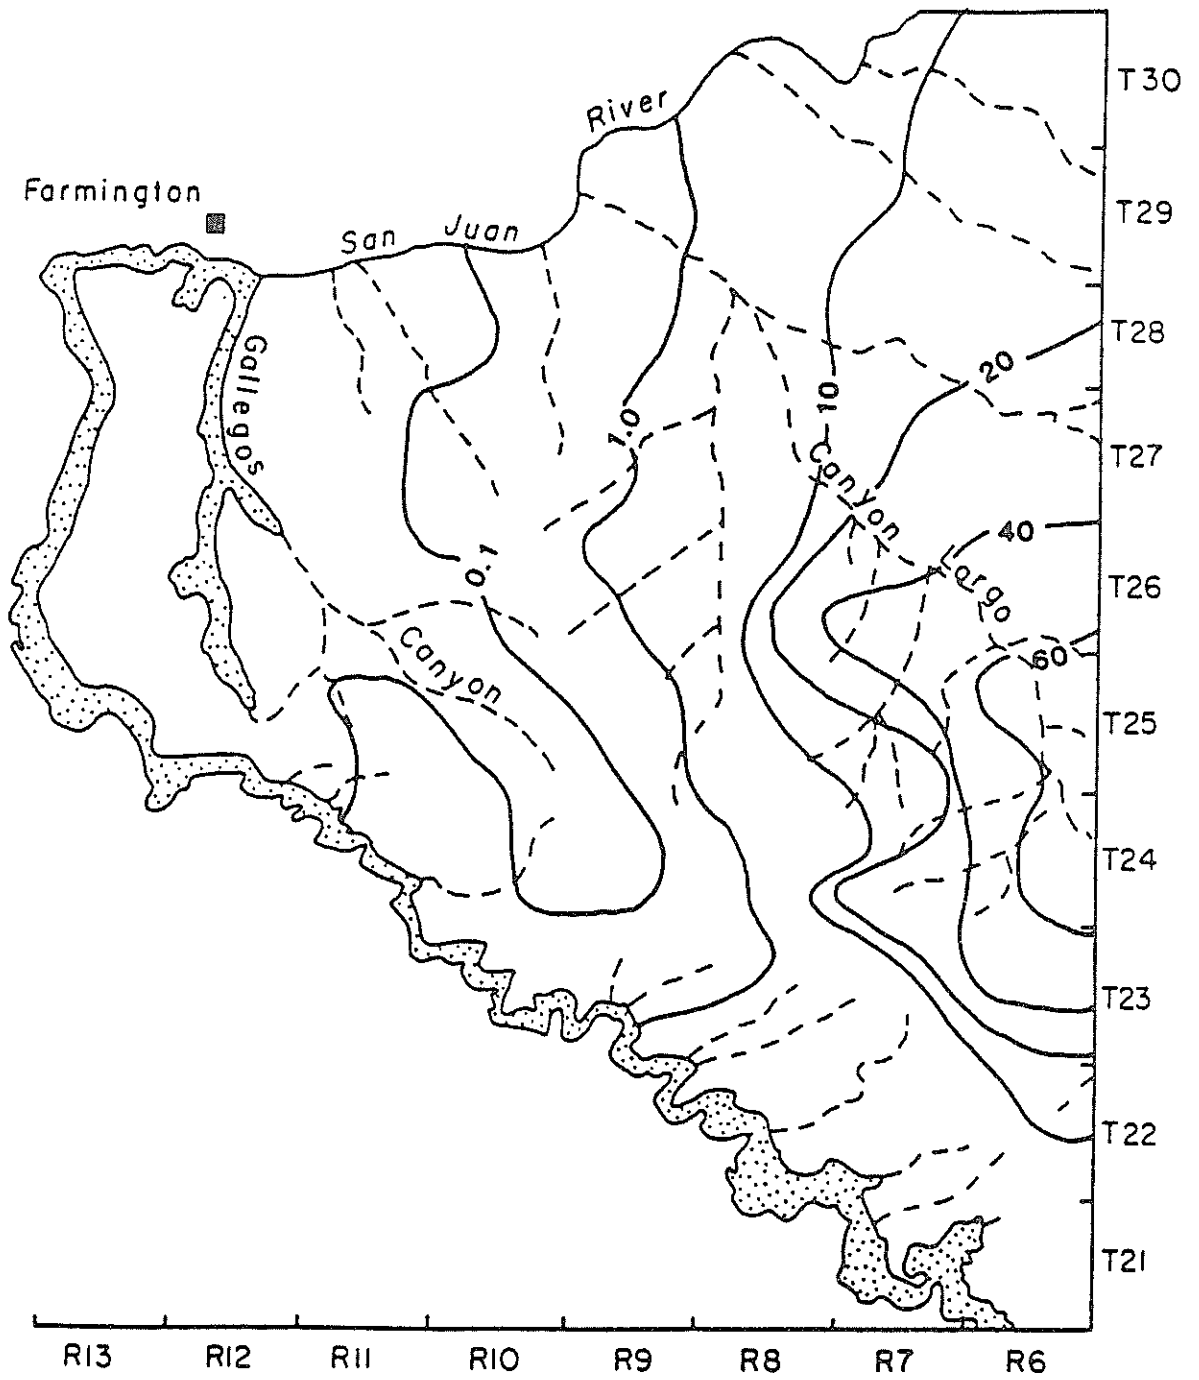 T30
River
Farmington
T29
San Juan
T28
Gallegos
20
10
1.0
T27
Canyon
40
0.1
Largo
T26
Canyon
60
T25
T24
T23
T22
T21
R13 R12 R11 R10 R9 R8 R7 R6